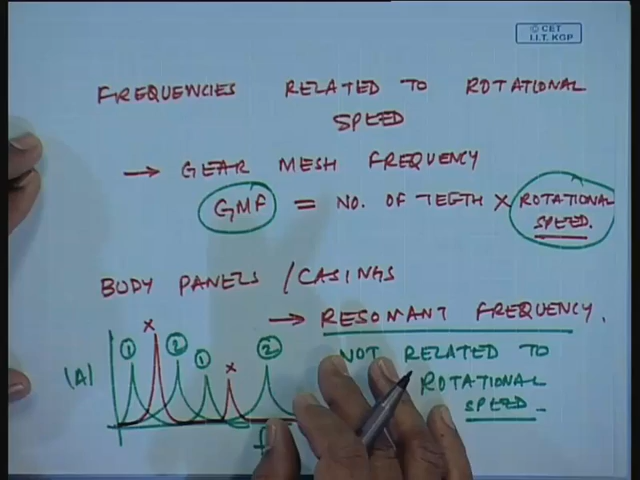 © CET
I.I.T. KGP
FREQUENCIES RELATED TO ROTATIONAL
SPEED
→ GEAR MESH FREQUENCY
GMF = NO. OF TEETH × ROTATIONAL
SPEED.
BODY PANELS / CASINGS
→ RESONANT FREQUENCY.
NOT RELATED TO
ROTATIONAL
SPEED
x
1 2 1 x 2
|A|
f